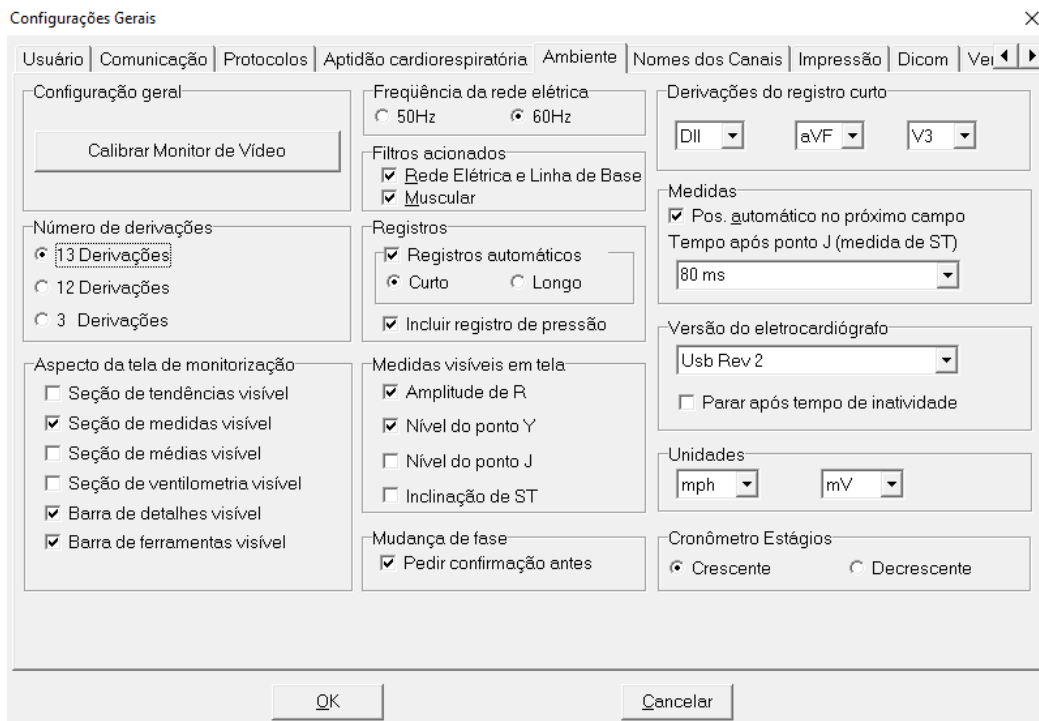 Configurações Gerais
Usuário
Comunicação
Protocolos
Aptidão cardiorespiratória
Ambiente
Nomes dos Canais
Impressão
Dicom
Configuração geral
Calibrar Monitor de Vídeo
Número de derivações
13 Derivações
12 Derivações
3 Derivações
Aspecto da tela de monitorização
Seção de tendências visível
Seção de medidas visível
Seção de médias visível
Seção de ventilometria visível
Barra de detalhes visível
Barra de ferramentas visível
Freqüência da rede elétrica
50Hz
60Hz
Filtros acionados
Rede Elétrica e Linha de Base
Muscular
Registros
Registros automáticos
Curto
Longo
Incluir registro de pressão
Medidas visíveis em tela
Amplitude de R
Nível do ponto Y
Nível do ponto J
Inclinação de ST
Mudança de fase
Pedir confirmação antes
Derivações do registro curto
DII
aVF
V3
Medidas
Pos. automático no próximo campo
Tempo após ponto J (medida de ST)
80 ms
Versão do eletrocardiógrafo
Usb Rev 2
Parar após tempo de inatividade
Unidades
mph
mV
Cronômetro Estágios
Crescente
Decrescente
OK
Cancelar